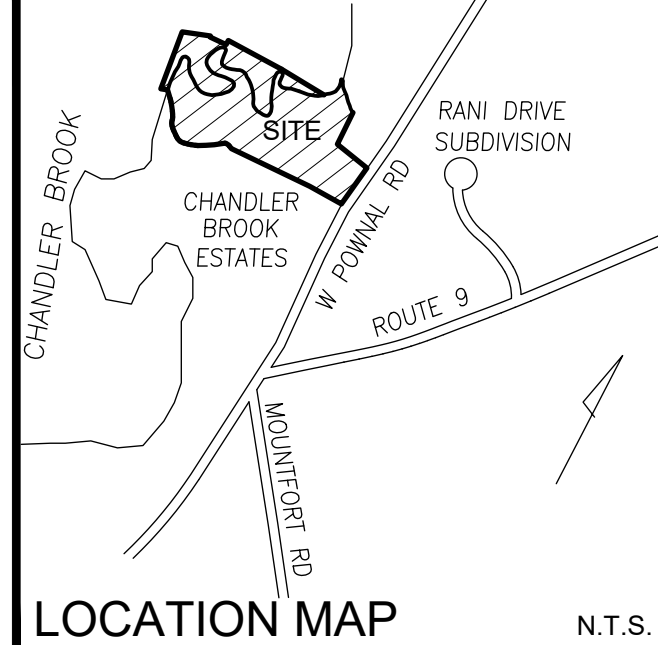 RANI DRIVE
SUBDIVISION
SITE
CHANDLER BROOK
CHANDLER
BROOK
ESTATES
W POWNAL RD
ROUTE 9
MOUNTFORT RD
LOCATION MAP
N.T.S.